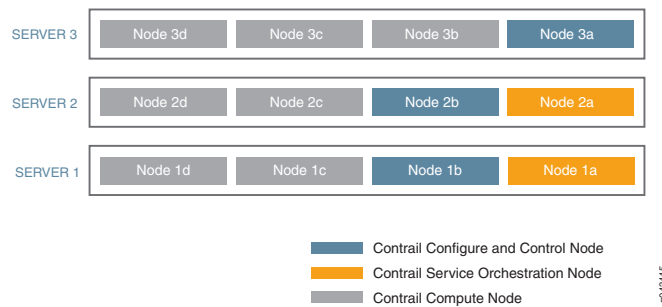 SERVER 3 Node 3d Node 3c Node 3b Node 3a
SERVER 2 Node 2d Node 2c Node 2b Node 2a
SERVER 1 Node 1d Node 1c Node 1b Node 1a
Contrail Configure and Control Node
Contrail Service Orchestration Node
Contrail Compute Node